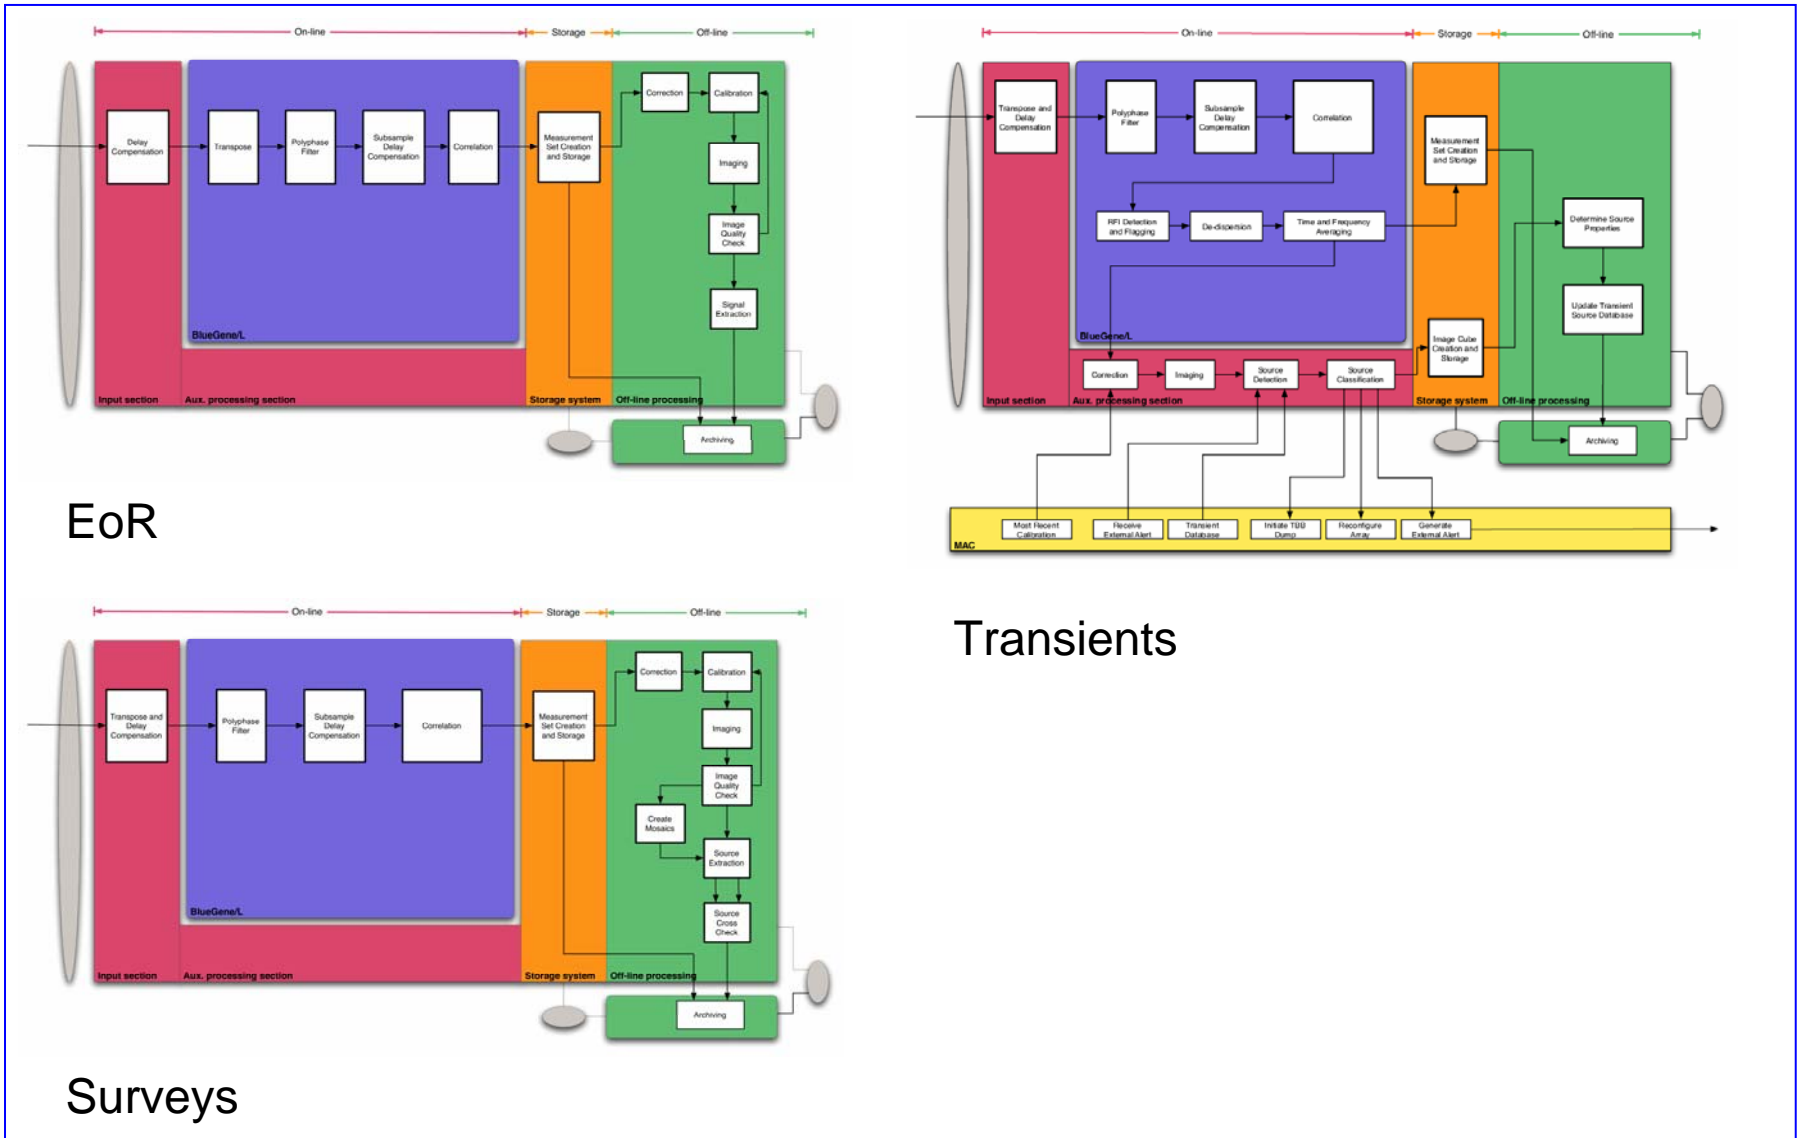 On-line
Storage
Off-line
Delay
Compensation
Transpose
Polyphase
Filter
Subsample
Delay
Compensation
Correlation
Measurement
Set Creation
and Storage
Correction
Calibration
Imaging
Image
Quality
Check
Signal
Extraction
BlueGene/L
Input section
Aux. processing section
Storage system
Off-line processing
Archiving
EoR
On-line
Storage
Off-line
Transpose and
Delay
Compensation
Polyphase
Filter
Subsample
Delay
Compensation
Correlation
Measurement
Set Creation
and Storage
RFI Detection
and Flagging
De-dispersion
Time and Frequency
Averaging
Determine Source
Properties
Update Transient
Source Database
BlueGene/L
Image Cube
Creation and
Storage
Correction
Imaging
Source
Detection
Source
Classification
Input section
Aux. processing section
Storage system
Off-line processing
Archiving
Most Recent
Calibration
Receive
External Alert
Transient
Database
Initiate TBB
Dump
Reconfigure
Array
Generate
External Alert
MAC
Transients
On-line
Storage
Off-line
Transpose and
Delay
Compensation
Polyphase
Filter
Subsample
Delay
Compensation
Correlation
Measurement
Set Creation
and Storage
Correction
Calibration
Imaging
Image
Quality
Check
Create
Mosaics
Source
Extraction
Source
Cross
Check
BlueGene/L
Input section
Aux. processing section
Storage system
Off-line processing
Archiving
Surveys